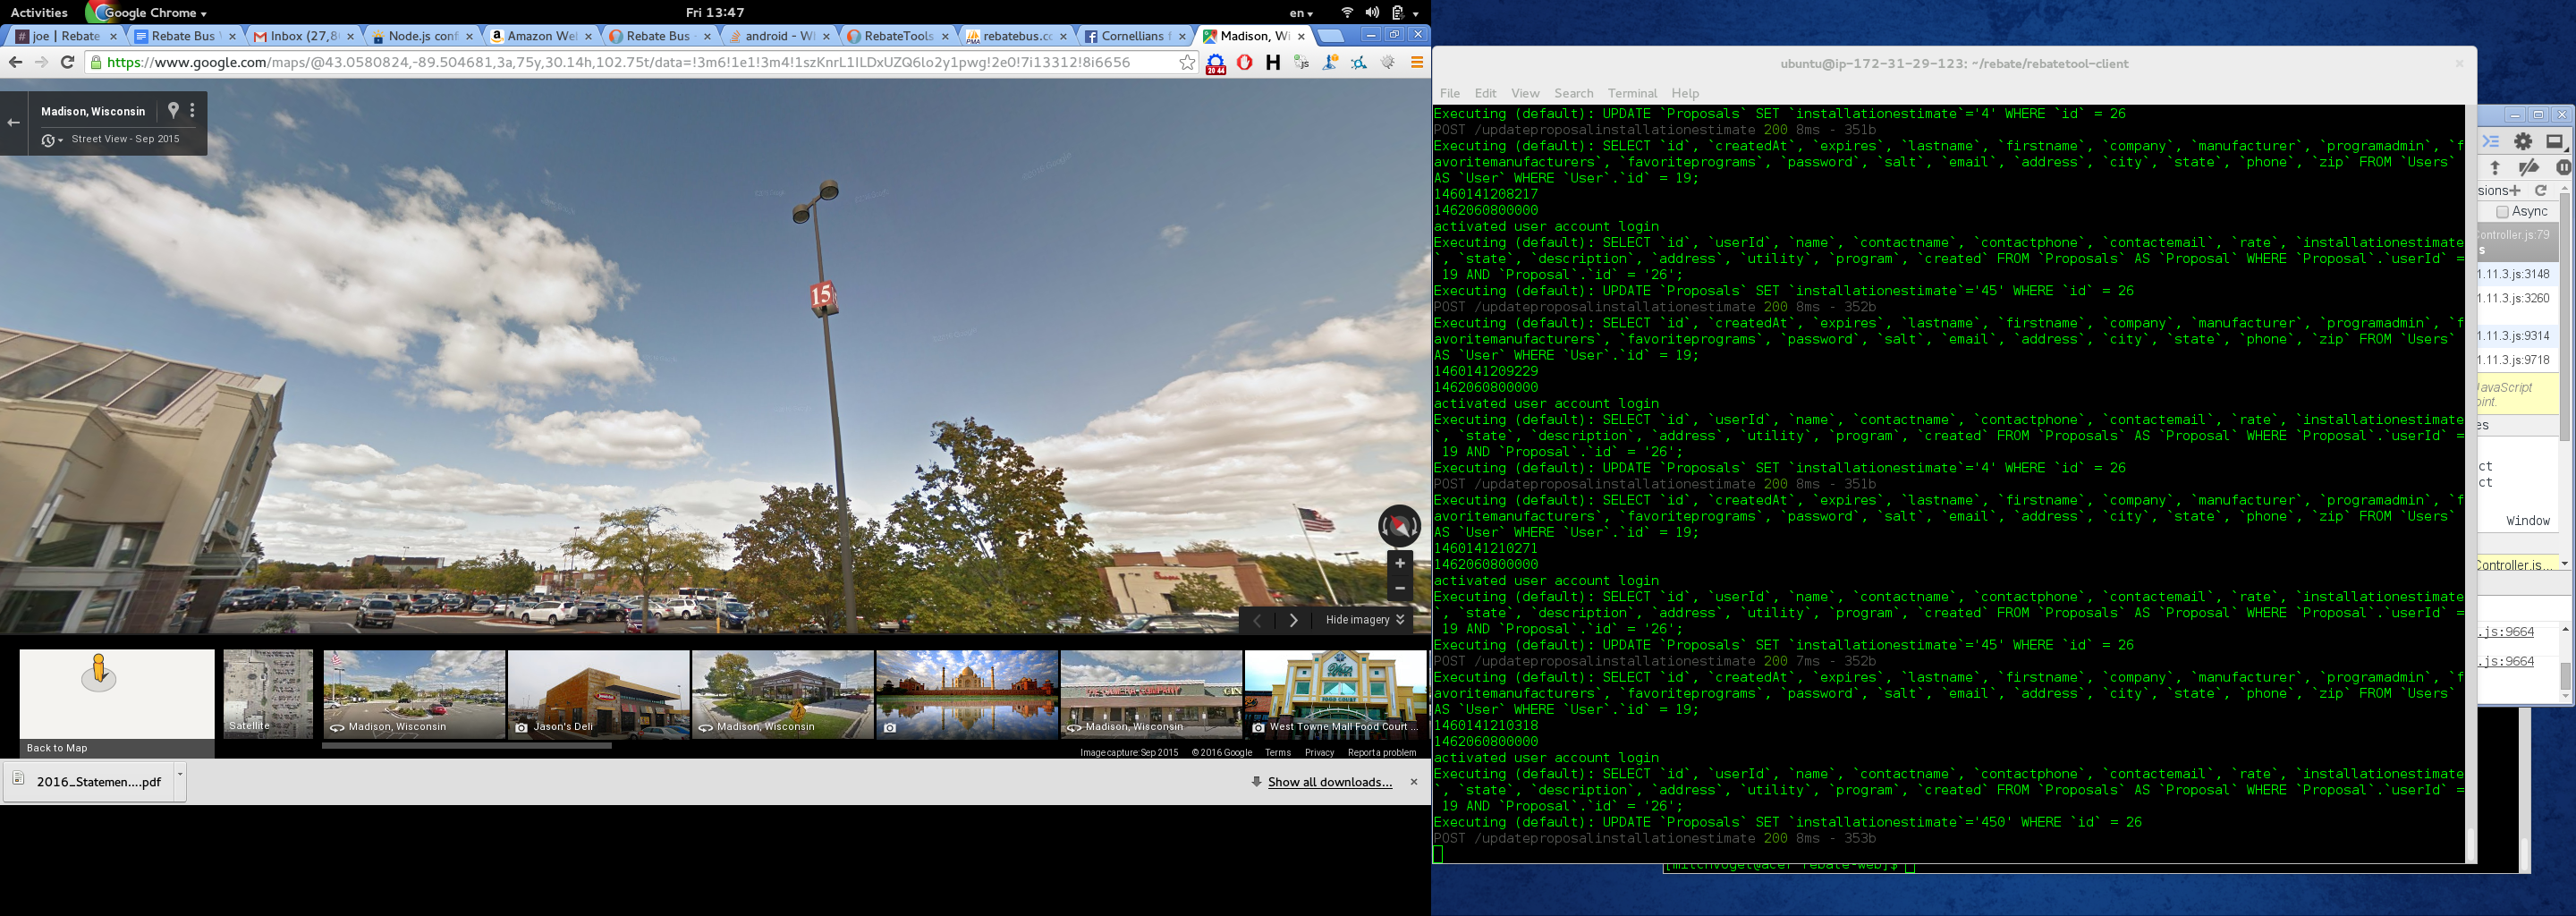 Activities
Google Chrome
Fri 13:47
en
joe | Rebate
Rebate Bus
Inbox (27,8
Node.js conf
Amazon Wel
Rebate Bus
android - W
RebateTools
rebatebus.co
Cornellians f
Madison, Wi
https://www.google.com/maps/@43.0580824,-89.504681,3a,75y,30.14h,102.75t/data=!3m6!1e1!3m4!1szKnrL1ILDxUZQ6Io2y1pwg!2e0!7i13312!8i6656
20 44
Madison, Wisconsin
Street View - Sep 2015
15
Hide imagery
Back to Map
Satellite
Madison, Wisconsin
Jason's Deli
Madison, Wisconsin
Madison, Wisconsin
West Towne Mall Food Court ...
Image capture: Sep 2015 © 2016 Google Terms Privacy Report a problem
2016_Statemen....pdf
Show all downloads...
ubuntu@ip-172-31-29-123: ~/rebate/rebatetool-client
File Edit View Search Terminal Help
Executing (default): UPDATE `Proposals` SET `installationestimate`='4' WHERE `id` = 26
POST /updateproposalinstallationestimate 200 8ms - 351b
Executing (default): SELECT `id`, `createdAt`, `expires`, `lastname`, `firstname`, `company`, `manufacturer`, `programadmin`, `f
avoritemanufacturers`, `favoriteprograms`, `password`, `salt`, `email`, `address`, `city`, `state`, `phone`, `zip` FROM `Users`
AS `User` WHERE `User`.`id` = 19;
1460141208217
1462060800000
activated user account login
Executing (default): SELECT `id`, `userId`, `name`, `contactname`, `contactphone`, `contactemail`, `rate`, `installationestimate
`, `state`, `description`, `address`, `utility`, `program`, `created` FROM `Proposals` AS `Proposal` WHERE `Proposal`.`userId` =
19 AND `Proposal`.`id` = '26';
Executing (default): UPDATE `Proposals` SET `installationestimate`='45' WHERE `id` = 26
POST /updateproposalinstallationestimate 200 8ms - 352b
Executing (default): SELECT `id`, `createdAt`, `expires`, `lastname`, `firstname`, `company`, `manufacturer`, `programadmin`, `f
avoritemanufacturers`, `favoriteprograms`, `password`, `salt`, `email`, `address`, `city`, `state`, `phone`, `zip` FROM `Users`
AS `User` WHERE `User`.`id` = 19;
1460141209229
1462060800000
activated user account login
Executing (default): SELECT `id`, `userId`, `name`, `contactname`, `contactphone`, `contactemail`, `rate`, `installationestimate
`, `state`, `description`, `address`, `utility`, `program`, `created` FROM `Proposals` AS `Proposal` WHERE `Proposal`.`userId` =
19 AND `Proposal`.`id` = '26';
Executing (default): UPDATE `Proposals` SET `installationestimate`='4' WHERE `id` = 26
POST /updateproposalinstallationestimate 200 8ms - 351b
Executing (default): SELECT `id`, `createdAt`, `expires`, `lastname`, `firstname`, `company`, `manufacturer`, `programadmin`, `f
avoritemanufacturers`, `favoriteprograms`, `password`, `salt`, `email`, `address`, `city`, `state`, `phone`, `zip` FROM `Users`
AS `User` WHERE `User`.`id` = 19;
1460141210271
1462060800000
activated user account login
Executing (default): SELECT `id`, `userId`, `name`, `contactname`, `contactphone`, `contactemail`, `rate`, `installationestimate
`, `state`, `description`, `address`, `utility`, `program`, `created` FROM `Proposals` AS `Proposal` WHERE `Proposal`.`userId` =
19 AND `Proposal`.`id` = '26';
Executing (default): UPDATE `Proposals` SET `installationestimate`='45' WHERE `id` = 26
POST /updateproposalinstallationestimate 200 7ms - 352b
Executing (default): SELECT `id`, `createdAt`, `expires`, `lastname`, `firstname`, `company`, `manufacturer`, `programadmin`, `f
avoritemanufacturers`, `favoriteprograms`, `password`, `salt`, `email`, `address`, `city`, `state`, `phone`, `zip` FROM `Users`
AS `User` WHERE `User`.`id` = 19;
1460141210318
1462060800000
activated user account login
Executing (default): SELECT `id`, `userId`, `name`, `contactname`, `contactphone`, `contactemail`, `rate`, `installationestimate
`, `state`, `description`, `address`, `utility`, `program`, `created` FROM `Proposals` AS `Proposal` WHERE `Proposal`.`userId` =
19 AND `Proposal`.`id` = '26';
Executing (default): UPDATE `Proposals` SET `installationestimate`='450' WHERE `id` = 26
POST /updateproposalinstallationestimate 200 8ms - 353b
[mitchvogel@acer rebate-web]$
sions
Async
Controller.js:79
s
1.11.3.js:3148
1.11.3.js:3260
1.11.3.js:9314
1.11.3.js:9718
JavaScript
oint.
es
ct
ct
Window
Controller.js...
.js:9664
.js:9664